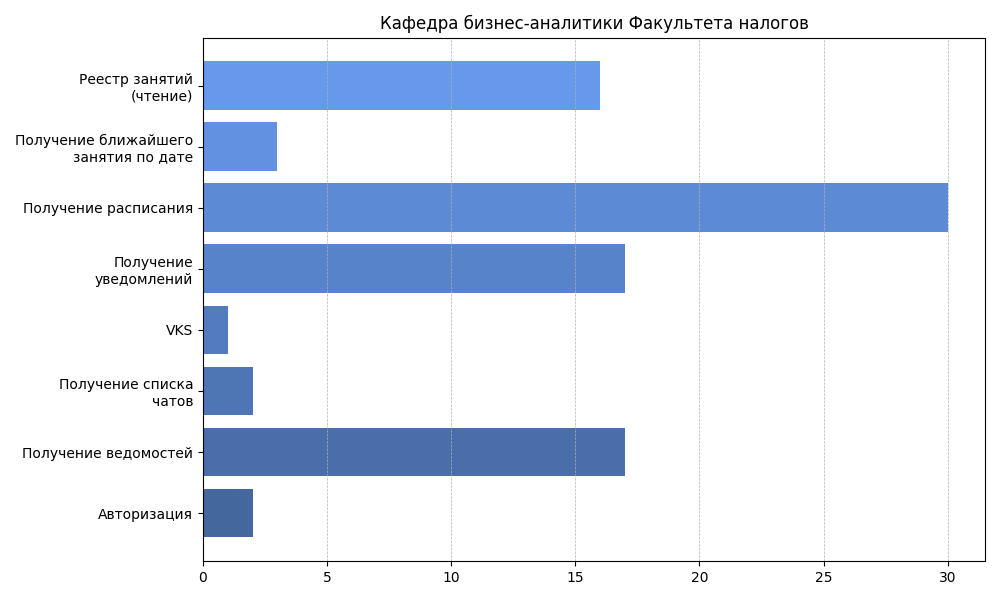 Кафедра бизнес-аналитики Факультета налогов
Реестр занятий
(чтение)
Получение ближайшего
занятия по дате
Получение расписания
Получение
уведомлений
VKS
Получение списка
чатов
Получение ведомостей
Авторизация
0 5 10 15 20 25 30